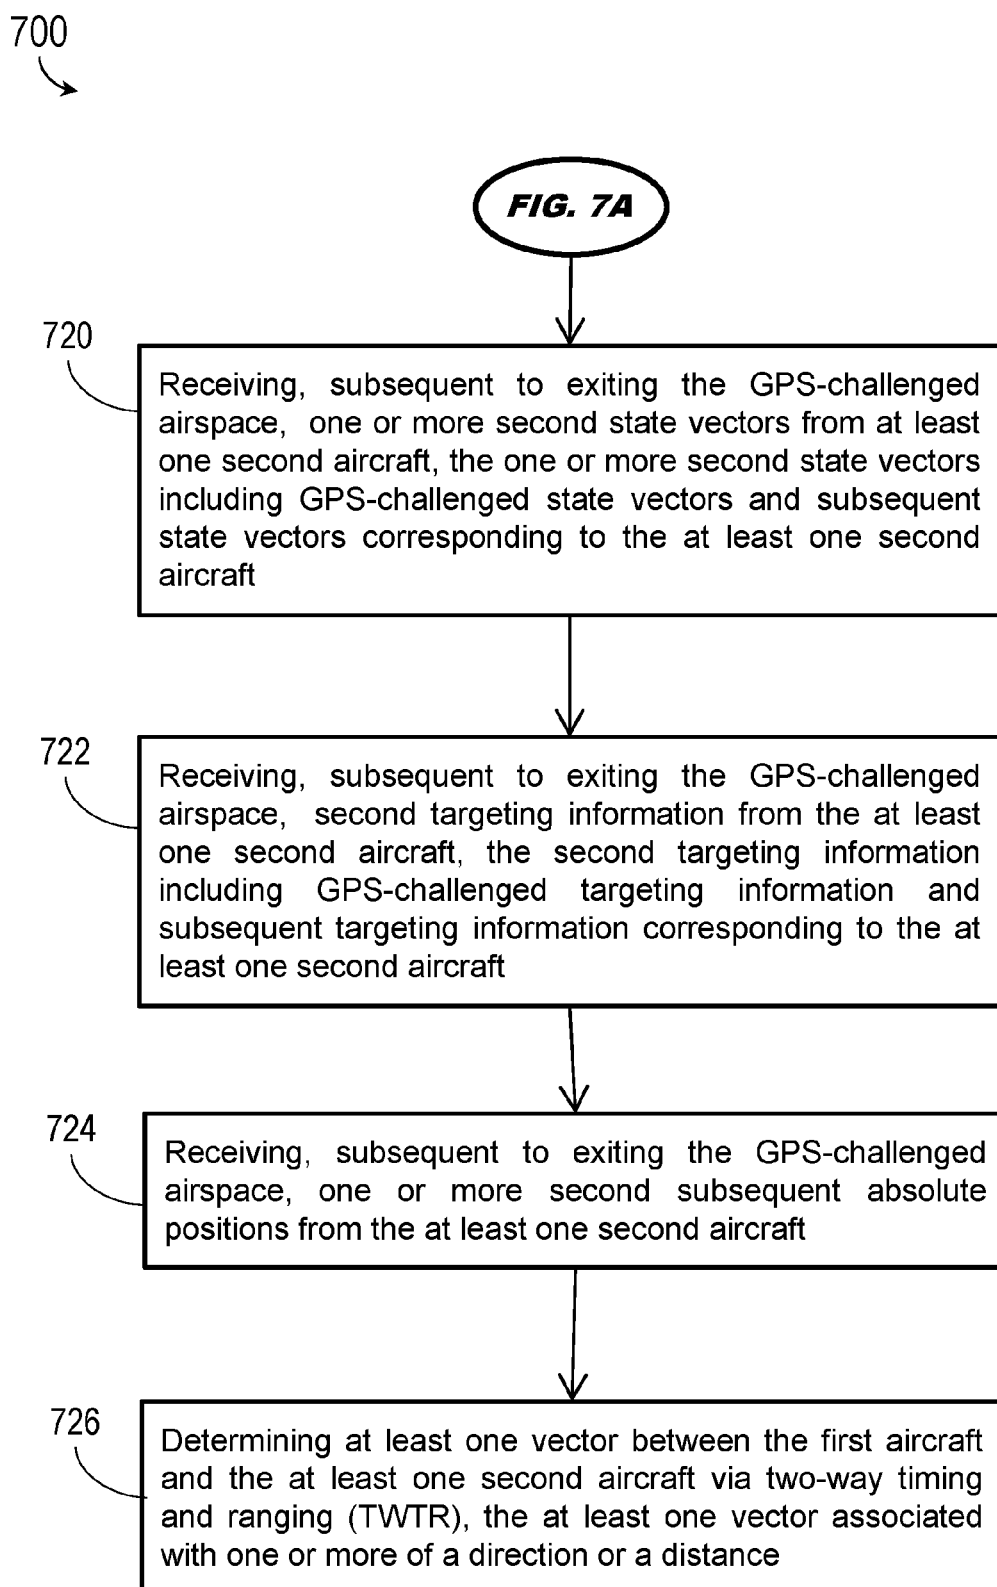 700
FIG. 7A
720
Receiving, subsequent to exiting the GPS-challenged
airspace, one or more second state vectors from at least
one second aircraft, the one or more second state vectors
including GPS-challenged state vectors and subsequent
state vectors corresponding to the at least one second
aircraft
722
Receiving, subsequent to exiting the GPS-challenged
airspace, second targeting information from the at least
one second aircraft, the second targeting information
including GPS-challenged targeting information and
subsequent targeting information corresponding to the at
least one second aircraft
724
Receiving, subsequent to exiting the GPS-challenged
airspace, one or more second subsequent absolute
positions from the at least one second aircraft
726
Determining at least one vector between the first aircraft
and the at least one second aircraft via two-way timing
and ranging (TWTR), the at least one vector associated
with one or more of a direction or a distance